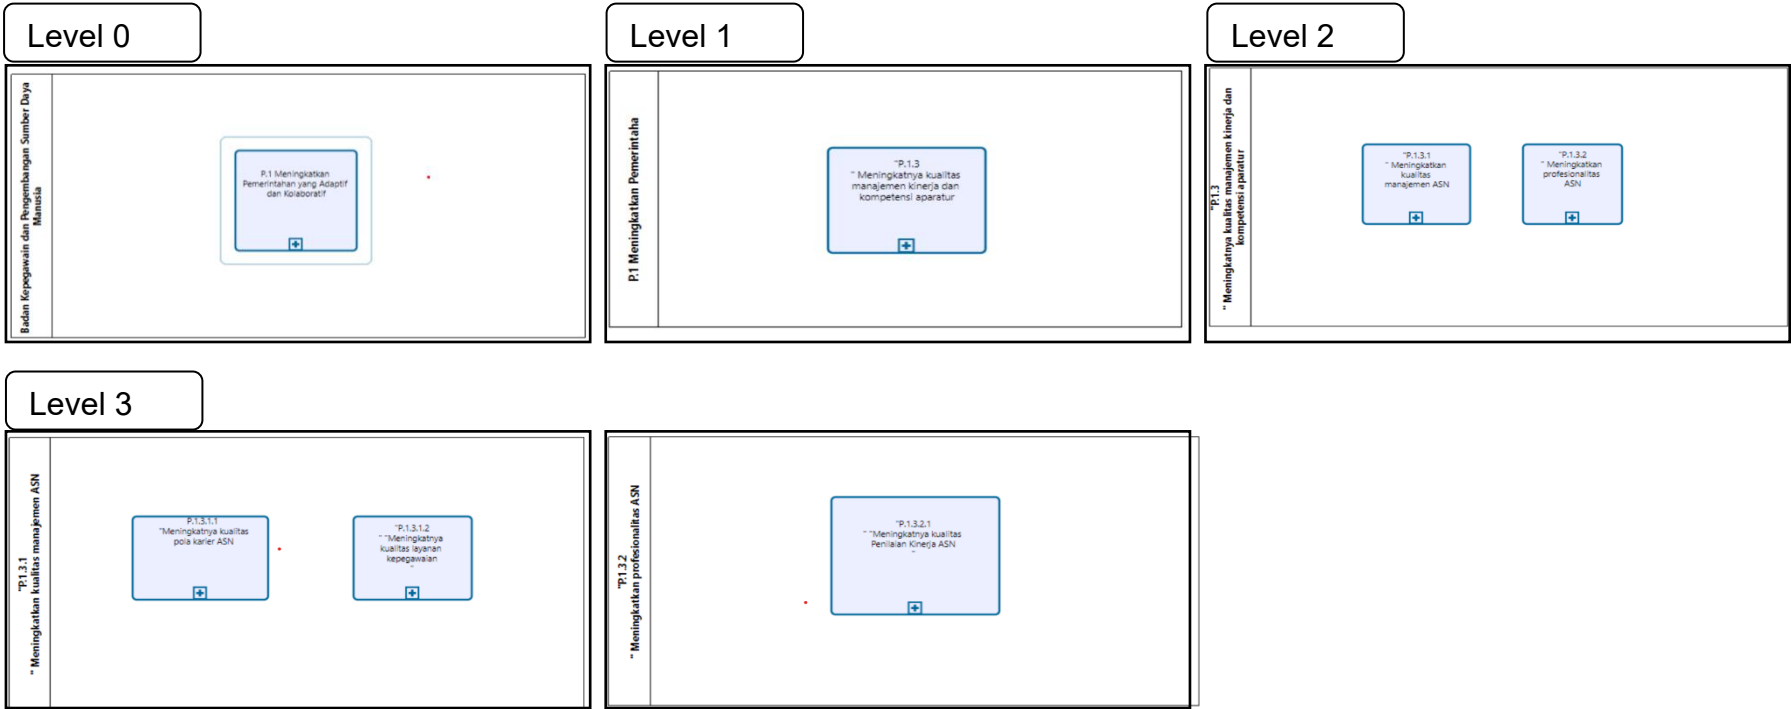 Level 0
Badan Kepegawain dan Pengembangan Sumber Daya
Manusia
P.1 Meningkatkan
Pemerintahan yang Adaptif
dan Kolaboratif
Level 1
P.1 Meningkatkan Pemerintaha
"P.1.3
" Meningkatnya kualitas
manajemen kinerja dan
kompetensi aparatur
Level 2
"P.1.3
" Meningkatnya kualitas manajemen kinerja dan
kompetensi aparatur
"P.1.3.1
" Meningkatkan
kualitas
manajemen ASN
"P.1.3.2
" Meningkatkan
profesionalitas
ASN
Level 3
"P.1.3.1
" Meningkatkan kualitas manajemen ASN
P.1.3.1.1
"Meningkatnya kualitas
pola karier ASN
"P.1.3.1.2
" "Meningkatnya
kualitas layanan
kepegawaian
"
"P.1.3.2
" Meningkatkan profesionalitas ASN
"P.1.3.2.1
" "Meningkatnya kualitas
Penilaian Kinerja ASN
"